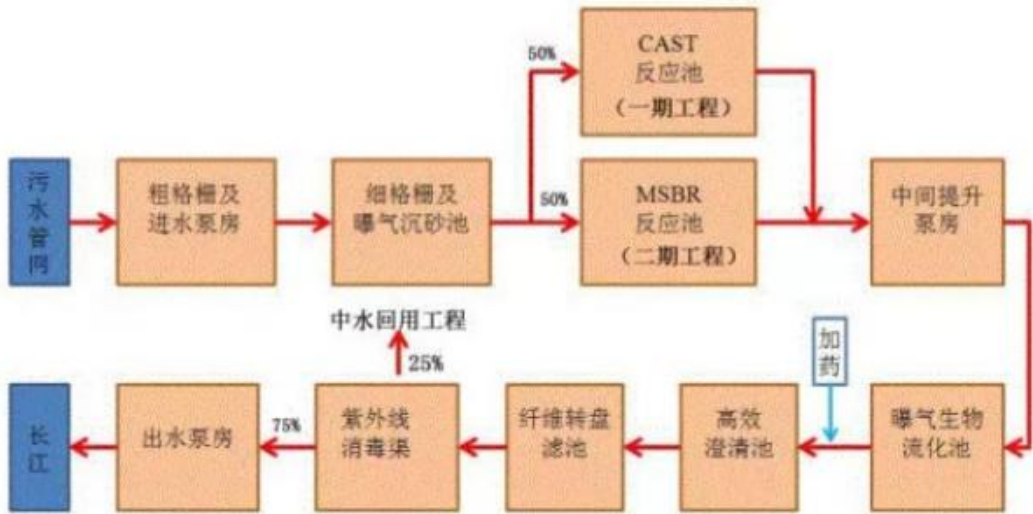 污水管网
粗格栅及
进水泵房
细格栅及
曝气沉砂池
50%
CAST
反应池
（一期工程）
50%
MSBR
反应池
（二期工程）
中间提升
泵房
曝气生物
流化池
加药
高效
澄清池
纤维转盘
滤池
紫外线
消毒渠
25%
中水回用工程
75%
出水泵房
长江